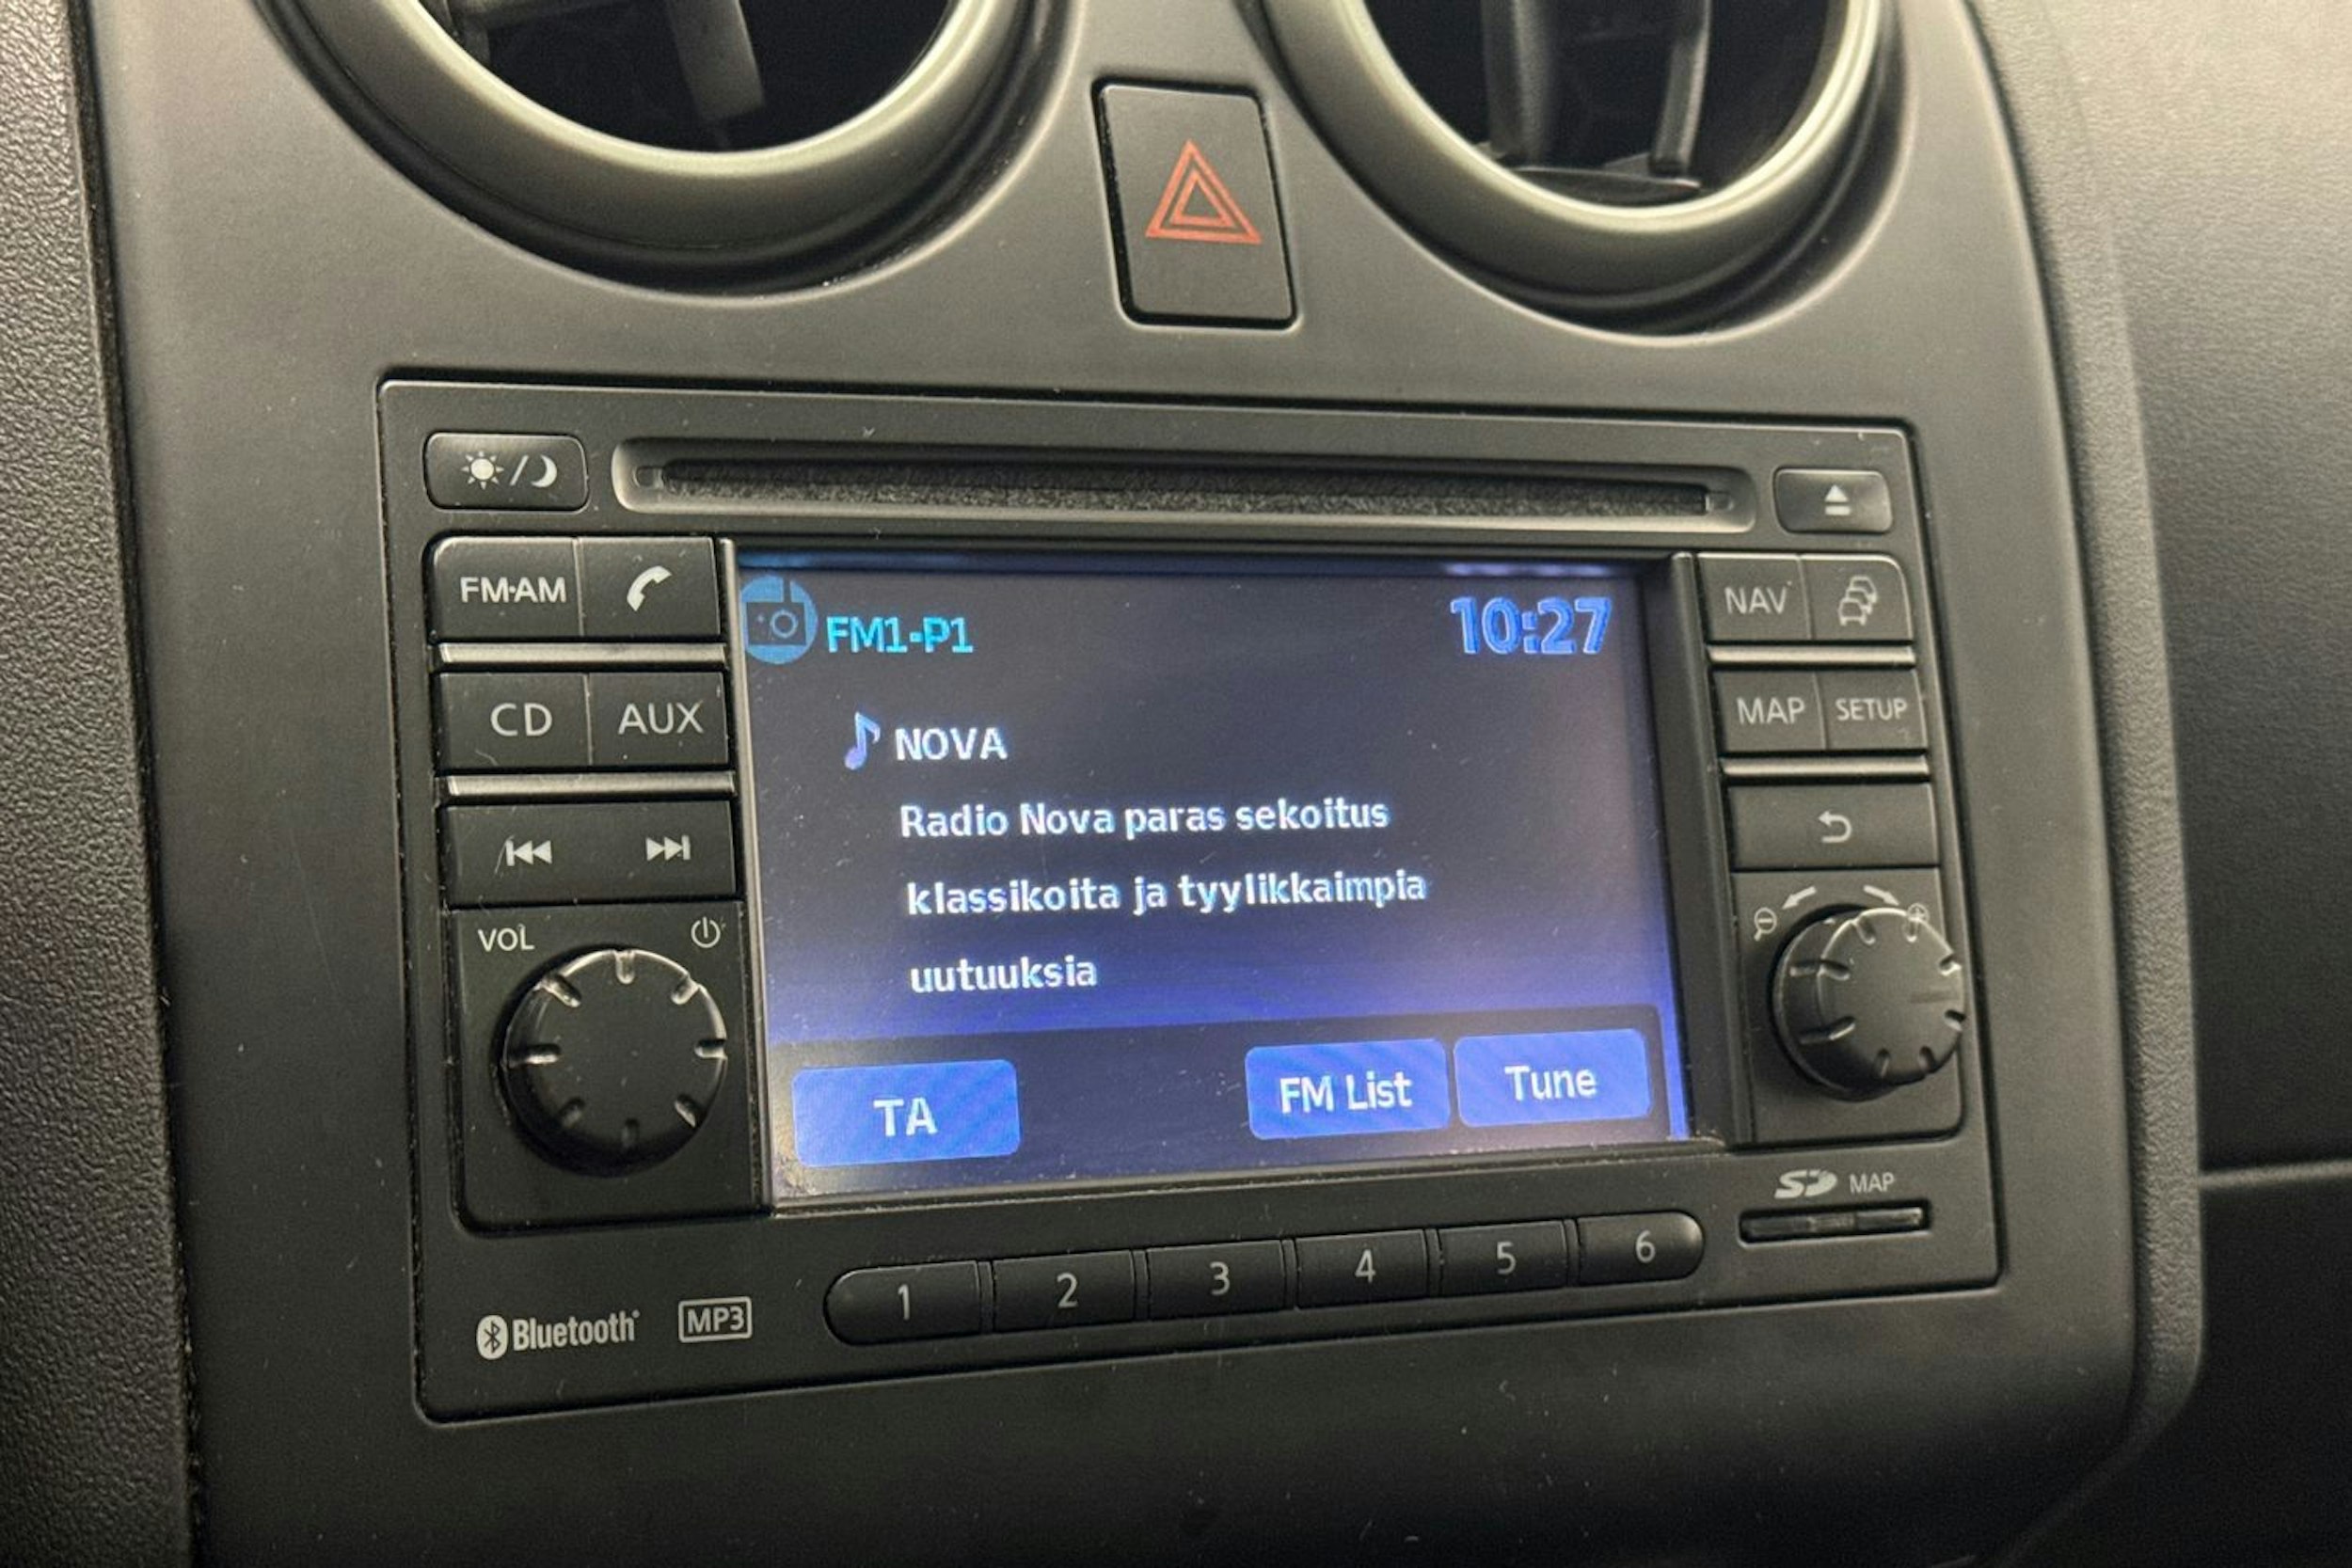 FM·AM
CD AUX
VOL
FM1-P1 10:27
NOVA
Radio Nova paras sekoitus
klassikoita ja tyylikkaimpia
uutuuksia
TA FM List Tune
NAV
MAP SETUP
SD MAP
Bluetooth MP3
1 2 3 4 5 6